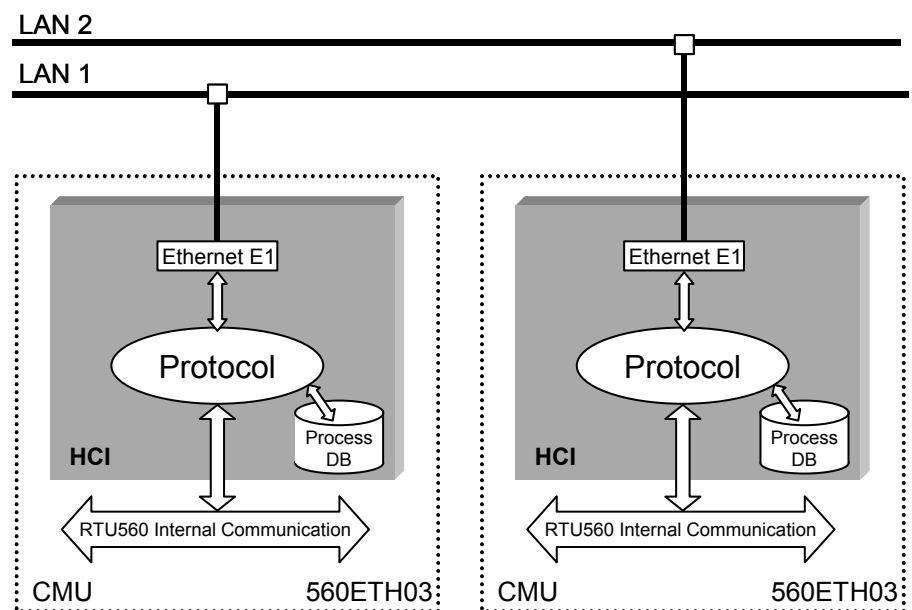 LAN 2
LAN 1
Ethernet E1
Protocol
Process
DB
HCI
RTU560 Internal Communication
CMU
560ETH03
Ethernet E1
Protocol
Process
DB
HCI
RTU560 Internal Communication
CMU
560ETH03